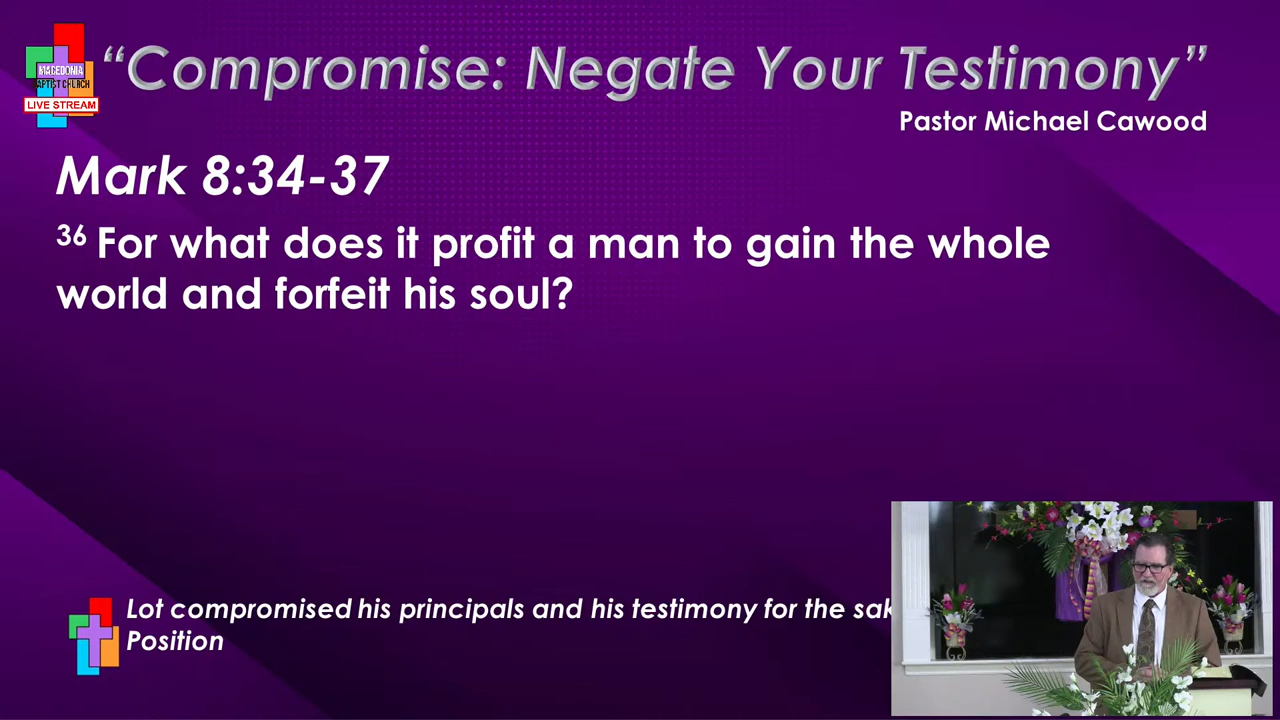 “Compromise: Negate Your Testimony”
MACEDONIA
BAPTIST CHURCH
LIVE STREAM
Pastor Michael Cawood
Mark 8:34-37
36 For what does it profit a man to gain the whole
world and forfeit his soul?
Lot compromised his principals and his testimony for the
Position